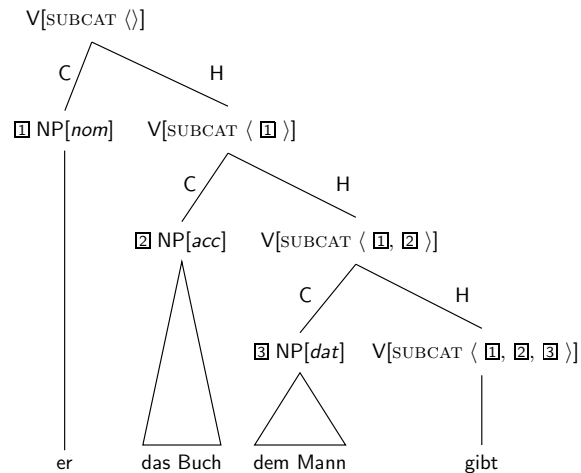 V[SUBCAT ⟨⟩]
C H
1 NP[nom] V[SUBCAT ⟨ 1 ⟩]
C H
2 NP[acc] V[SUBCAT ⟨ 1, 2 ⟩]
C H
3 NP[dat] V[SUBCAT ⟨ 1, 2, 3 ⟩]
er das Buch dem Mann gibt